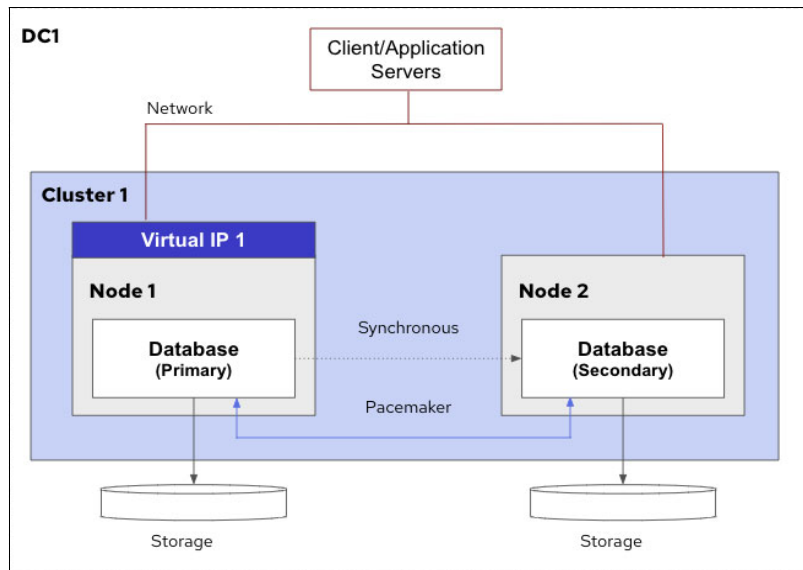 DC1
Client/Application
Servers
Network
Cluster 1
Virtual IP 1
Node 1
Node 2
Database
(Primary)
Synchronous
Database
(Secondary)
Pacemaker
Storage
Storage